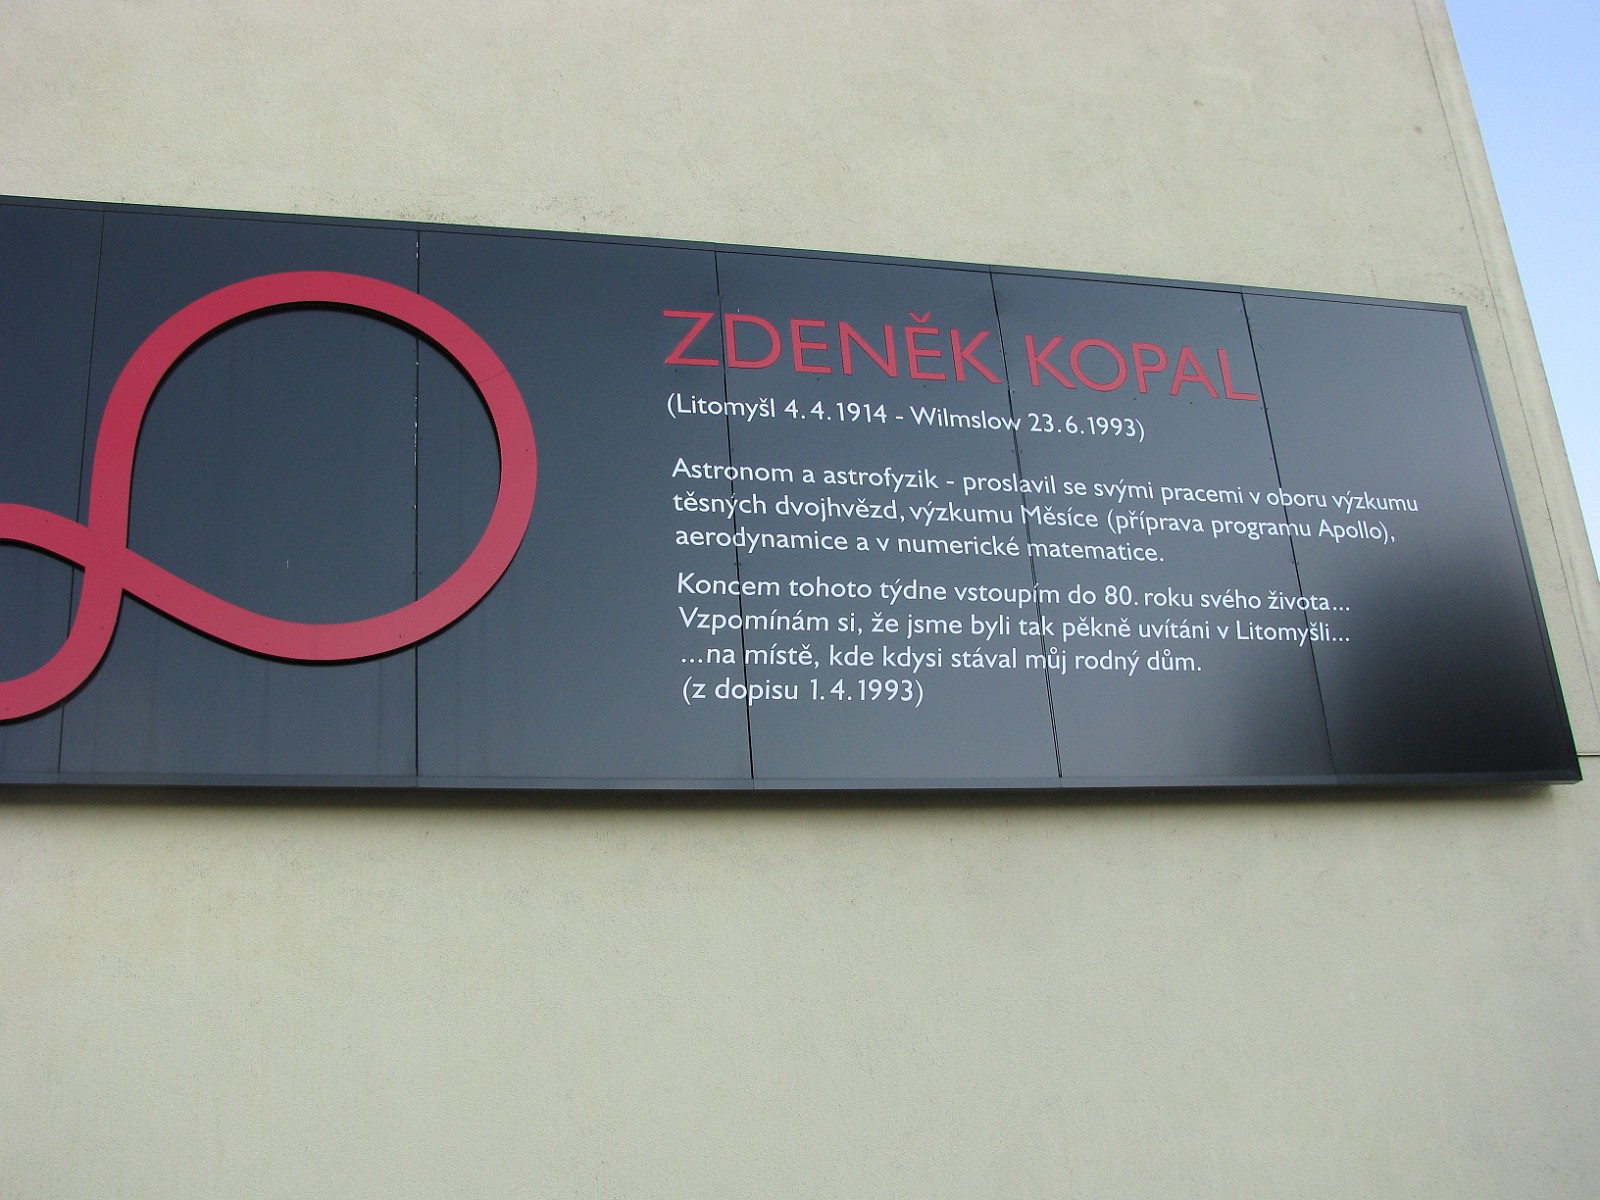 ZDENĚK KOPAL
(Litomyšl 4.4.1914 - Wilmslow 23.6.1993)
Astronom a astrofyzik - proslavil se svými pracemi v oboru výzkumu
těsných dvojhvězd, výzkumu Měsíce (příprava programu Apollo),
aerodynamice a v numerické matematice.
Koncem tohoto týdne vstoupím do 80. roku svého života...
Vzpomínám si, že jsme byli tak pěkně uvítáni v Litomyšli...
...na místě, kde kdysi stával můj rodný dům.
(z dopisu 1.4.1993)